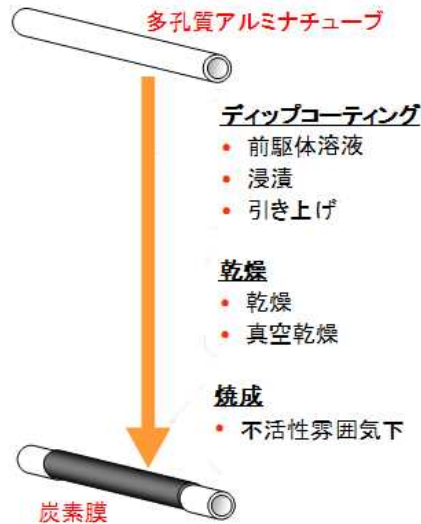 多孔質アルミナチューブ
ディップコーティング
• 前駆体溶液
• 浸漬
• 引き上げ
乾燥
• 乾燥
• 真空乾燥
焼成
• 不活性雰囲気下
炭素膜